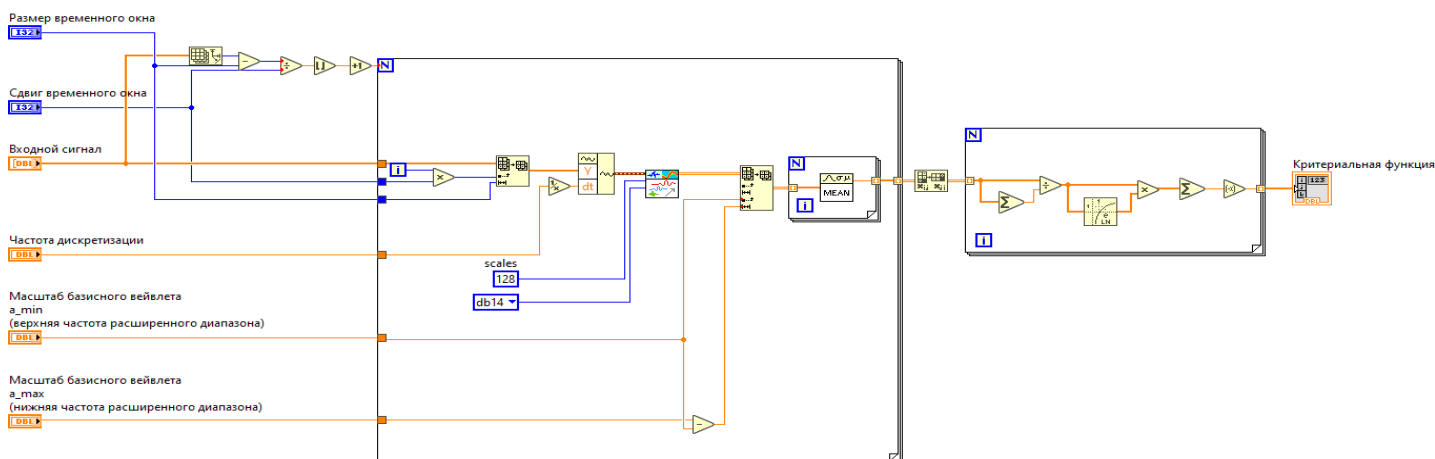 Размер временного окна
I32
Сдвиг временного окна
I32
Входной сигнал
[DBL]
Частота дискретизации
DBL
Масштаб базисного вейвлета
a_min
(верхняя частота расширенного диапазона)
DBL
Масштаб базисного вейвлета
a_max
(нижняя частота расширенного диапазона)
DBL
N
i
Y
dt
scales
128
db14
N
MEAN
i
N
LN
i
Критериальная функция
123
DBL